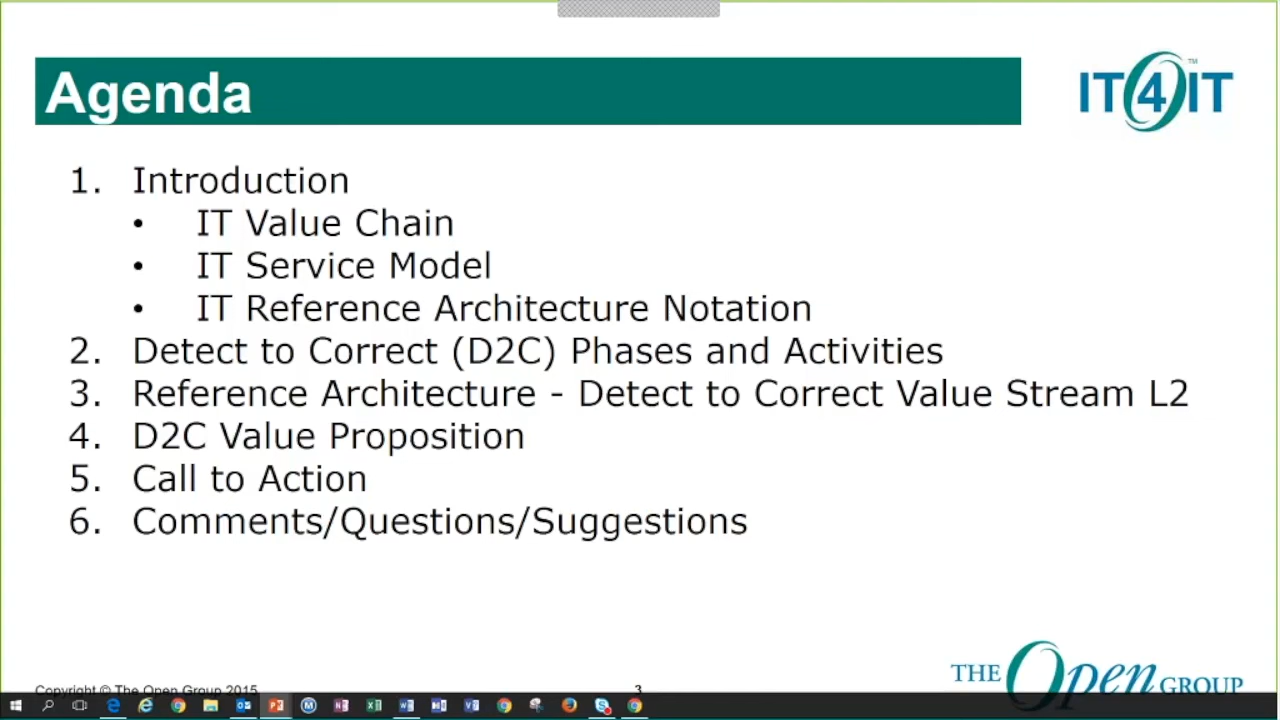 Agenda
IT4IT™
1. Introduction
• IT Value Chain
• IT Service Model
• IT Reference Architecture Notation
2. Detect to Correct (D2C) Phases and Activities
3. Reference Architecture - Detect to Correct Value Stream L2
4. D2C Value Proposition
5. Call to Action
6. Comments/Questions/Suggestions
THE Open GROUP
Copyright © The Open Group 2015
3